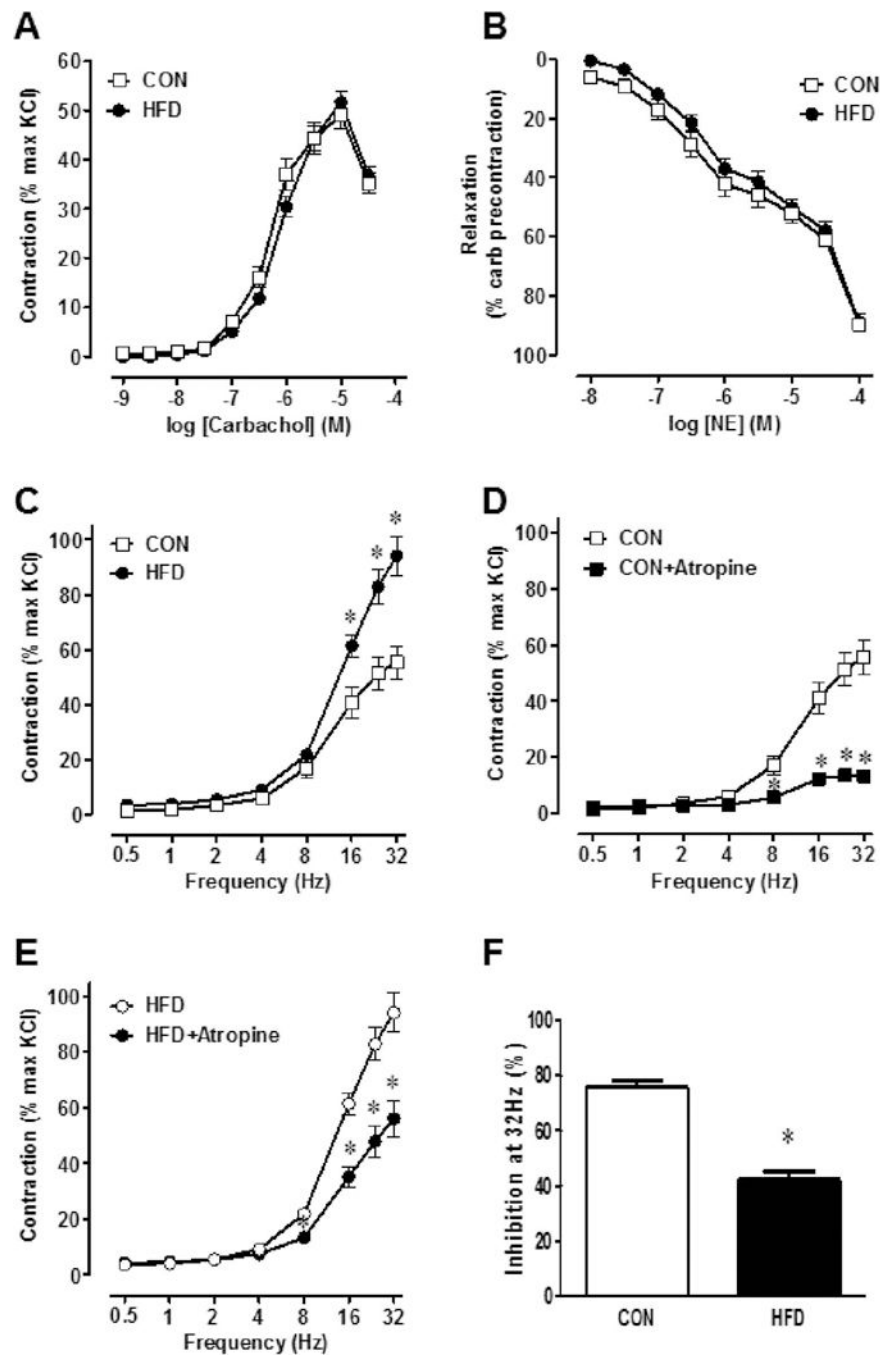 A
CON
HFD
Contraction (% max KCl)
60
50
40
30
20
10
0
-9 -8 -7 -6 -5 -4
log [Carbachol] (M)
B
CON
HFD
Relaxation
(% carb precontraction)
0
20
40
60
80
100
-8 -7 -6 -5 -4
log [NE] (M)
C
CON
HFD
Contraction (% max KCl)
100
80
60
40
20
0
* * *
0.5 1 2 4 8 16 32
Frequency (Hz)
D
CON
CON+Atropine
Contraction (% max KCl)
100
80
60
40
20
0
* * * *
0.5 1 2 4 8 16 32
Frequency (Hz)
E
HFD
HFD+Atropine
Contraction (% max KCl)
100
80
60
40
20
0
* * * *
0.5 1 2 4 8 16 32
Frequency (Hz)
F
Inhibition at 32Hz (%)
100
80
60
40
20
0
*
CON HFD